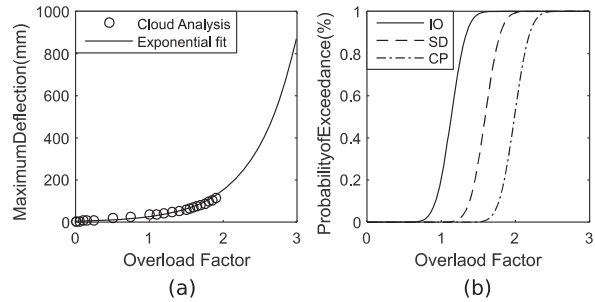 1000
800
600
400
200
0
MaximumDeflection(mm)
Cloud Analysis
Exponential fit
0
1
2
3
Overload Factor
(a)
1
0.8
0.6
0.4
0.2
0
ProbabilityofExceedance(%)
IO
SD
CP
0
1
2
3
Overlaod Factor
(b)